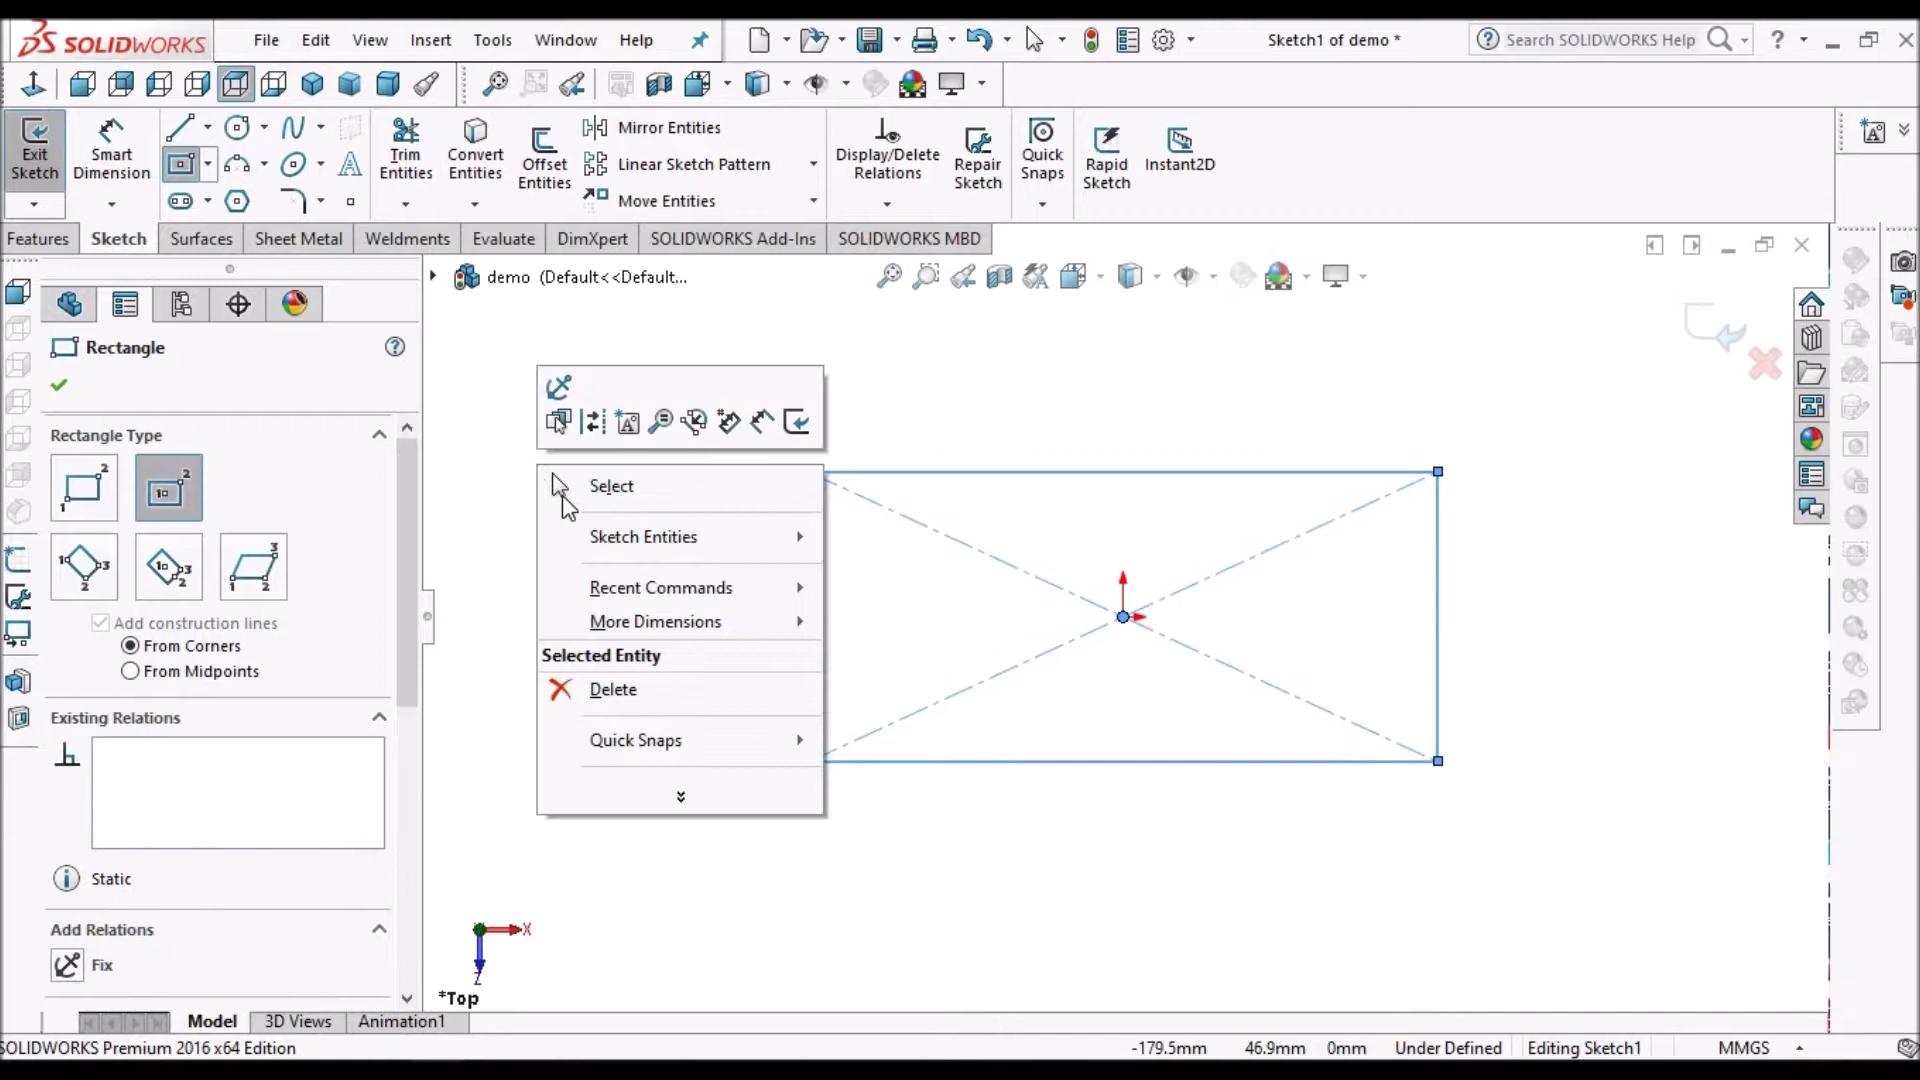 SOLIDWORKS
File Edit View Insert Tools Window Help
Sketch1 of demo *
Search SOLIDWORKS Help
?
Exit Sketch
Smart Dimension
Trim Entities
Convert Entities
Offset Entities
Mirror Entities
Linear Sketch Pattern
Move Entities
Display/Delete Relations
Repair Sketch
Quick Snaps
Rapid Sketch
Instant2D
Features Sketch Surfaces Sheet Metal Weldments Evaluate DimXpert SOLIDWORKS Add-Ins SOLIDWORKS MBD
demo (Default<<Default...
Rectangle
Rectangle Type
Add construction lines
From Corners
From Midpoints
Existing Relations
Static
Add Relations
Fix
Select
Sketch Entities
Recent Commands
More Dimensions
Selected Entity
Delete
Quick Snaps
X
Z
*Top
Model 3D Views Animation1
SOLIDWORKS Premium 2016 x64 Edition
-179.5mm 46.9mm 0mm Under Defined Editing Sketch1 MMGS